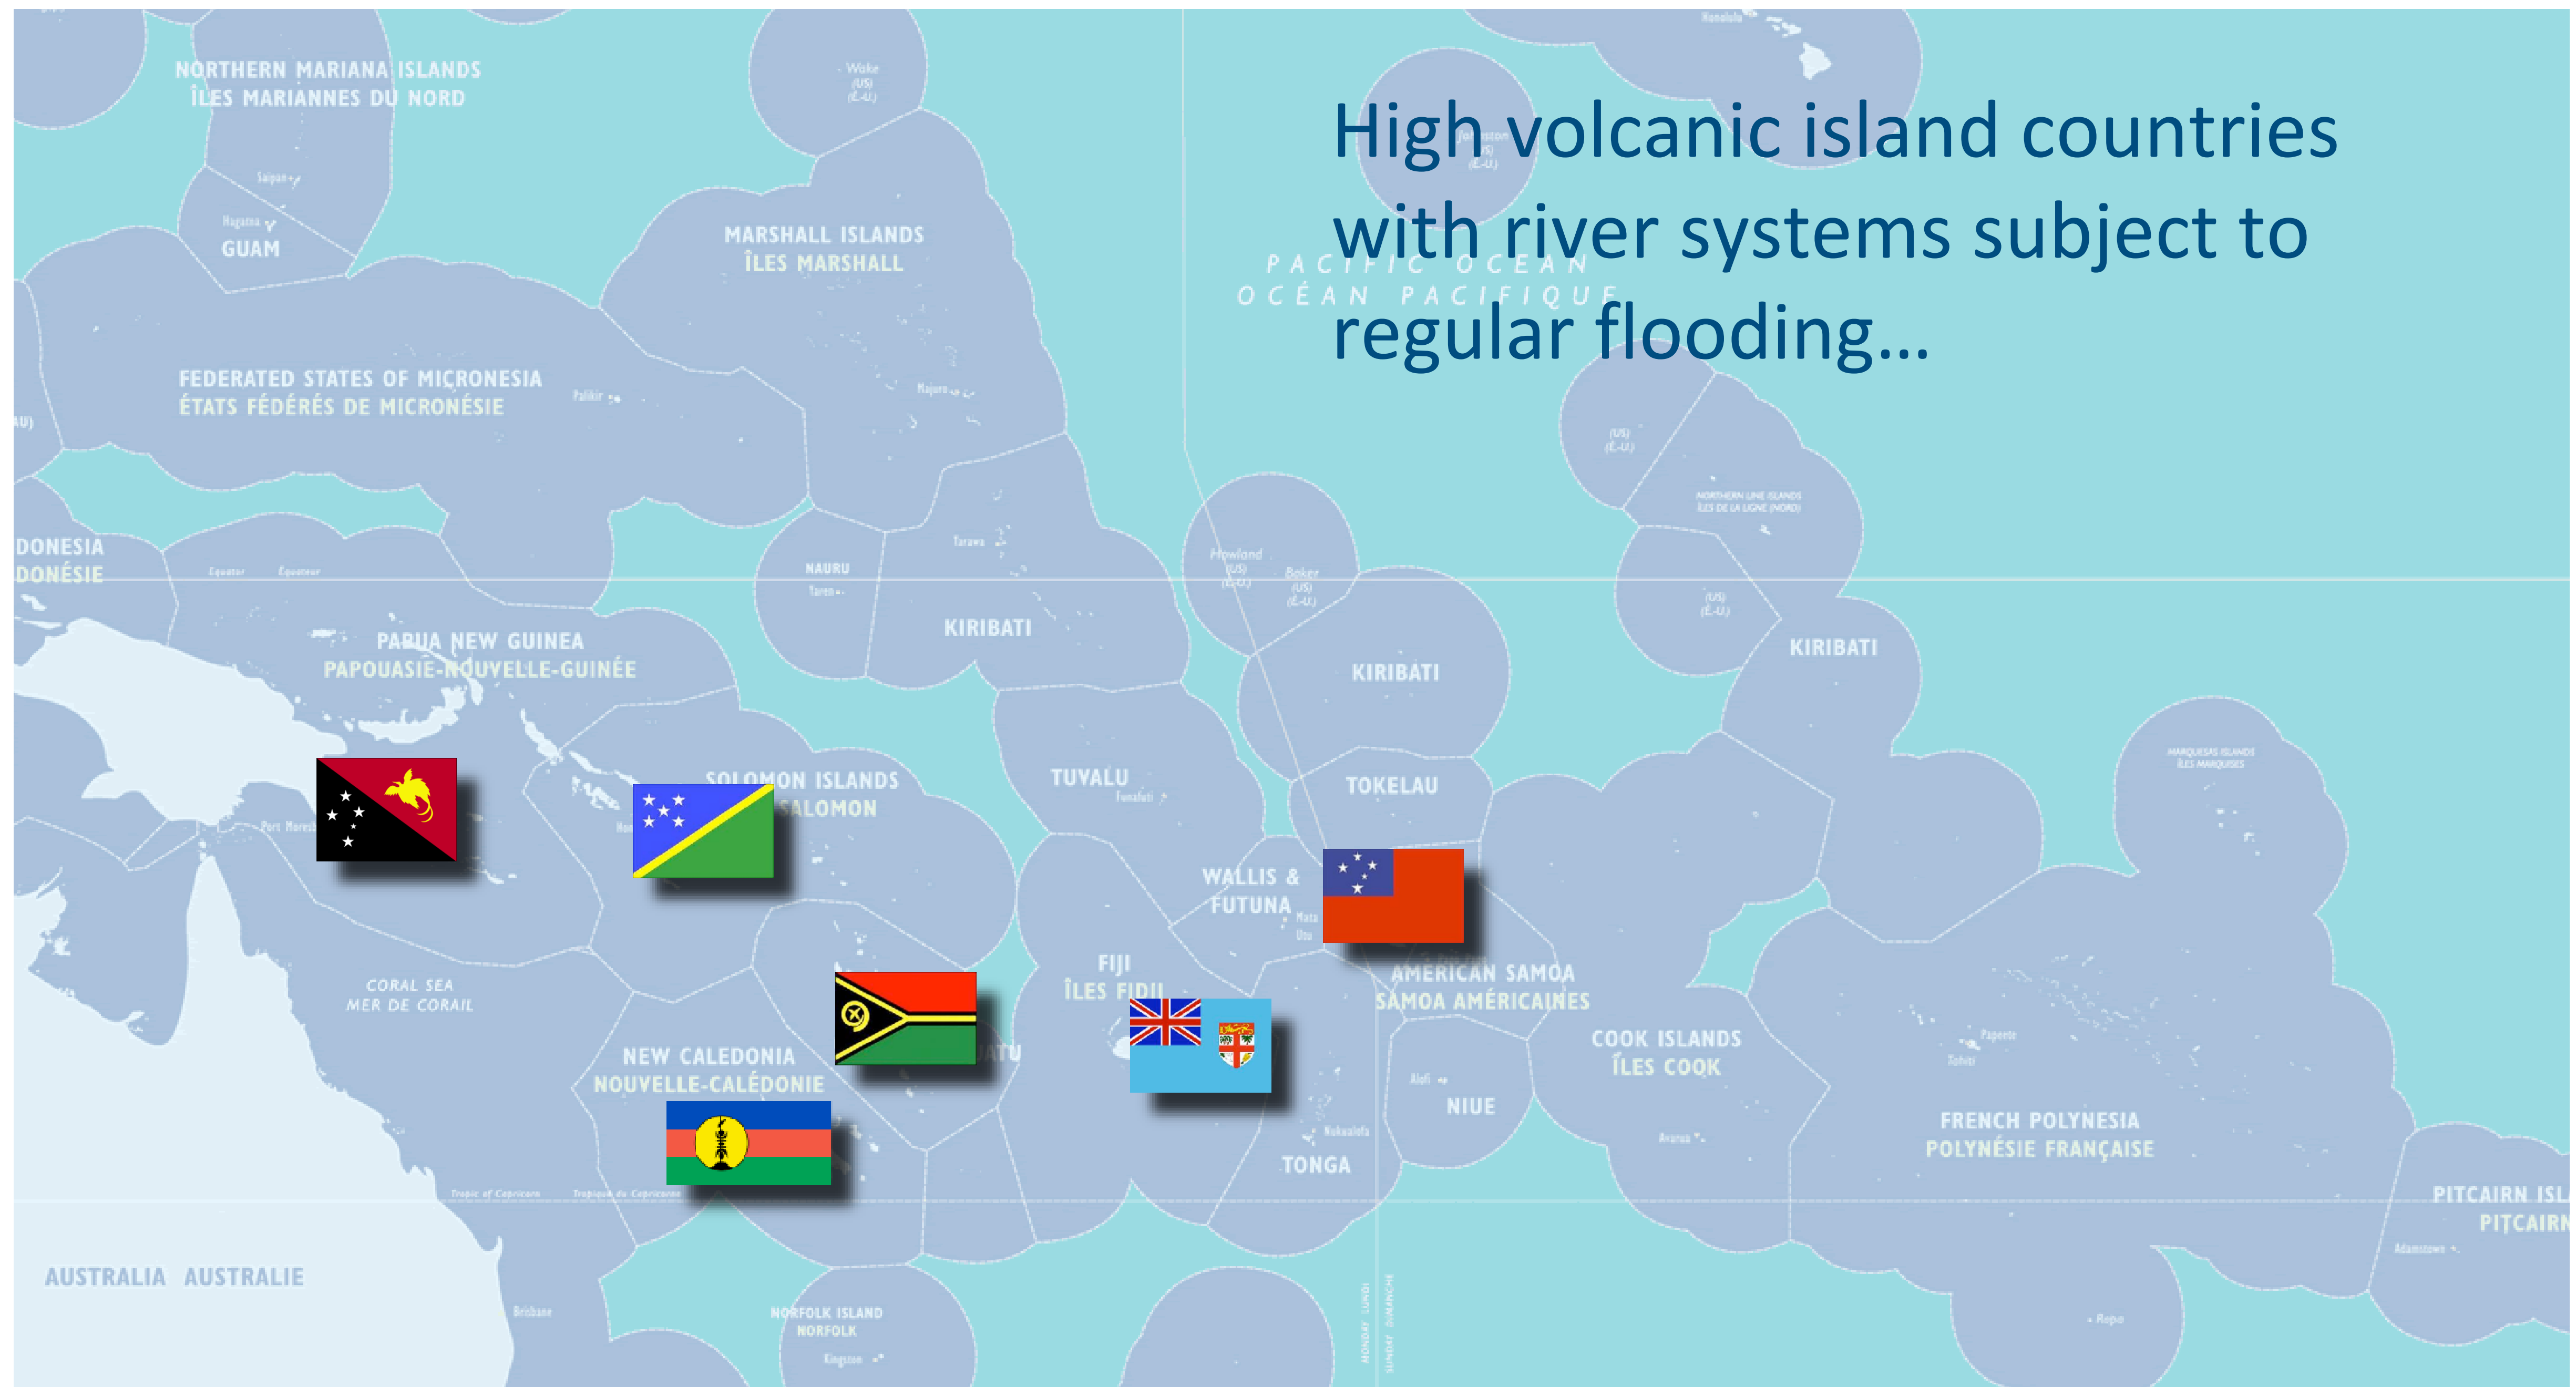 High volcanic island countries
with river systems subject to
regular flooding...
Honolulu
NORTHERN MARIANA ISLANDS
ÎLES MARIANNES DU NORD
Wake
(US)
(É.-U.)
Johnston
(US)
(É.-U.)
Saipan
Hagatna
GUAM
MARSHALL ISLANDS
ÎLES MARSHALL
PACIFIC OCEAN
OCÉAN PACIFIQUE
FEDERATED STATES OF MICRONESIA
ÉTATS FÉDÉRÉS DE MICRONÉSIE
Palikir
Majuro
AU)
(US)
(É.-U.)
NORTHERN LINE ISLANDS
ÎLES DE LA LIGNE (NORD)
DONESIA
DONÉSIE
Equator
Équateur
NAURU
Yaren
Tarawa
Howland
(US)
(É.-U.)
Baker
(US)
(É.-U.)
(US)
(É.-U.)
PAPUA NEW GUINEA
PAPOUASIE-NOUVELLE-GUINÉE
KIRIBATI
KIRIBATI
KIRIBATI
MARQUESAS ISLANDS
ÎLES MARQUISES
SOLOMON ISLANDS
SALOMON
TUVALU
Funafuti
TOKELAU
Port Moresb
Hon
WALLIS &
FUTUNA
Mata
Utu
CORAL SEA
MER DE CORAIL
FIJI
ÎLES FIDJI
AMERICAN SAMOA
SAMOA AMÉRICAINES
NEW CALEDONIA
NOUVELLE-CALÉDONIE
UATU
COOK ISLANDS
ÎLES COOK
Papeete
Tahiti
Alofi
NIUE
Nukualofa
TONGA
Avarua
FRENCH POLYNESIA
POLYNÉSIE FRANÇAISE
Tropic of Capricorn
Tropique du Capricorne
PITCAIRN ISL
PITCAIRN
Adamstown
AUSTRALIA AUSTRALIE
Brisbane
NORFOLK ISLAND
NORFOLK
Kingston
MONDAY LUNDI
SUNDAY DIMANCHE
Rapa